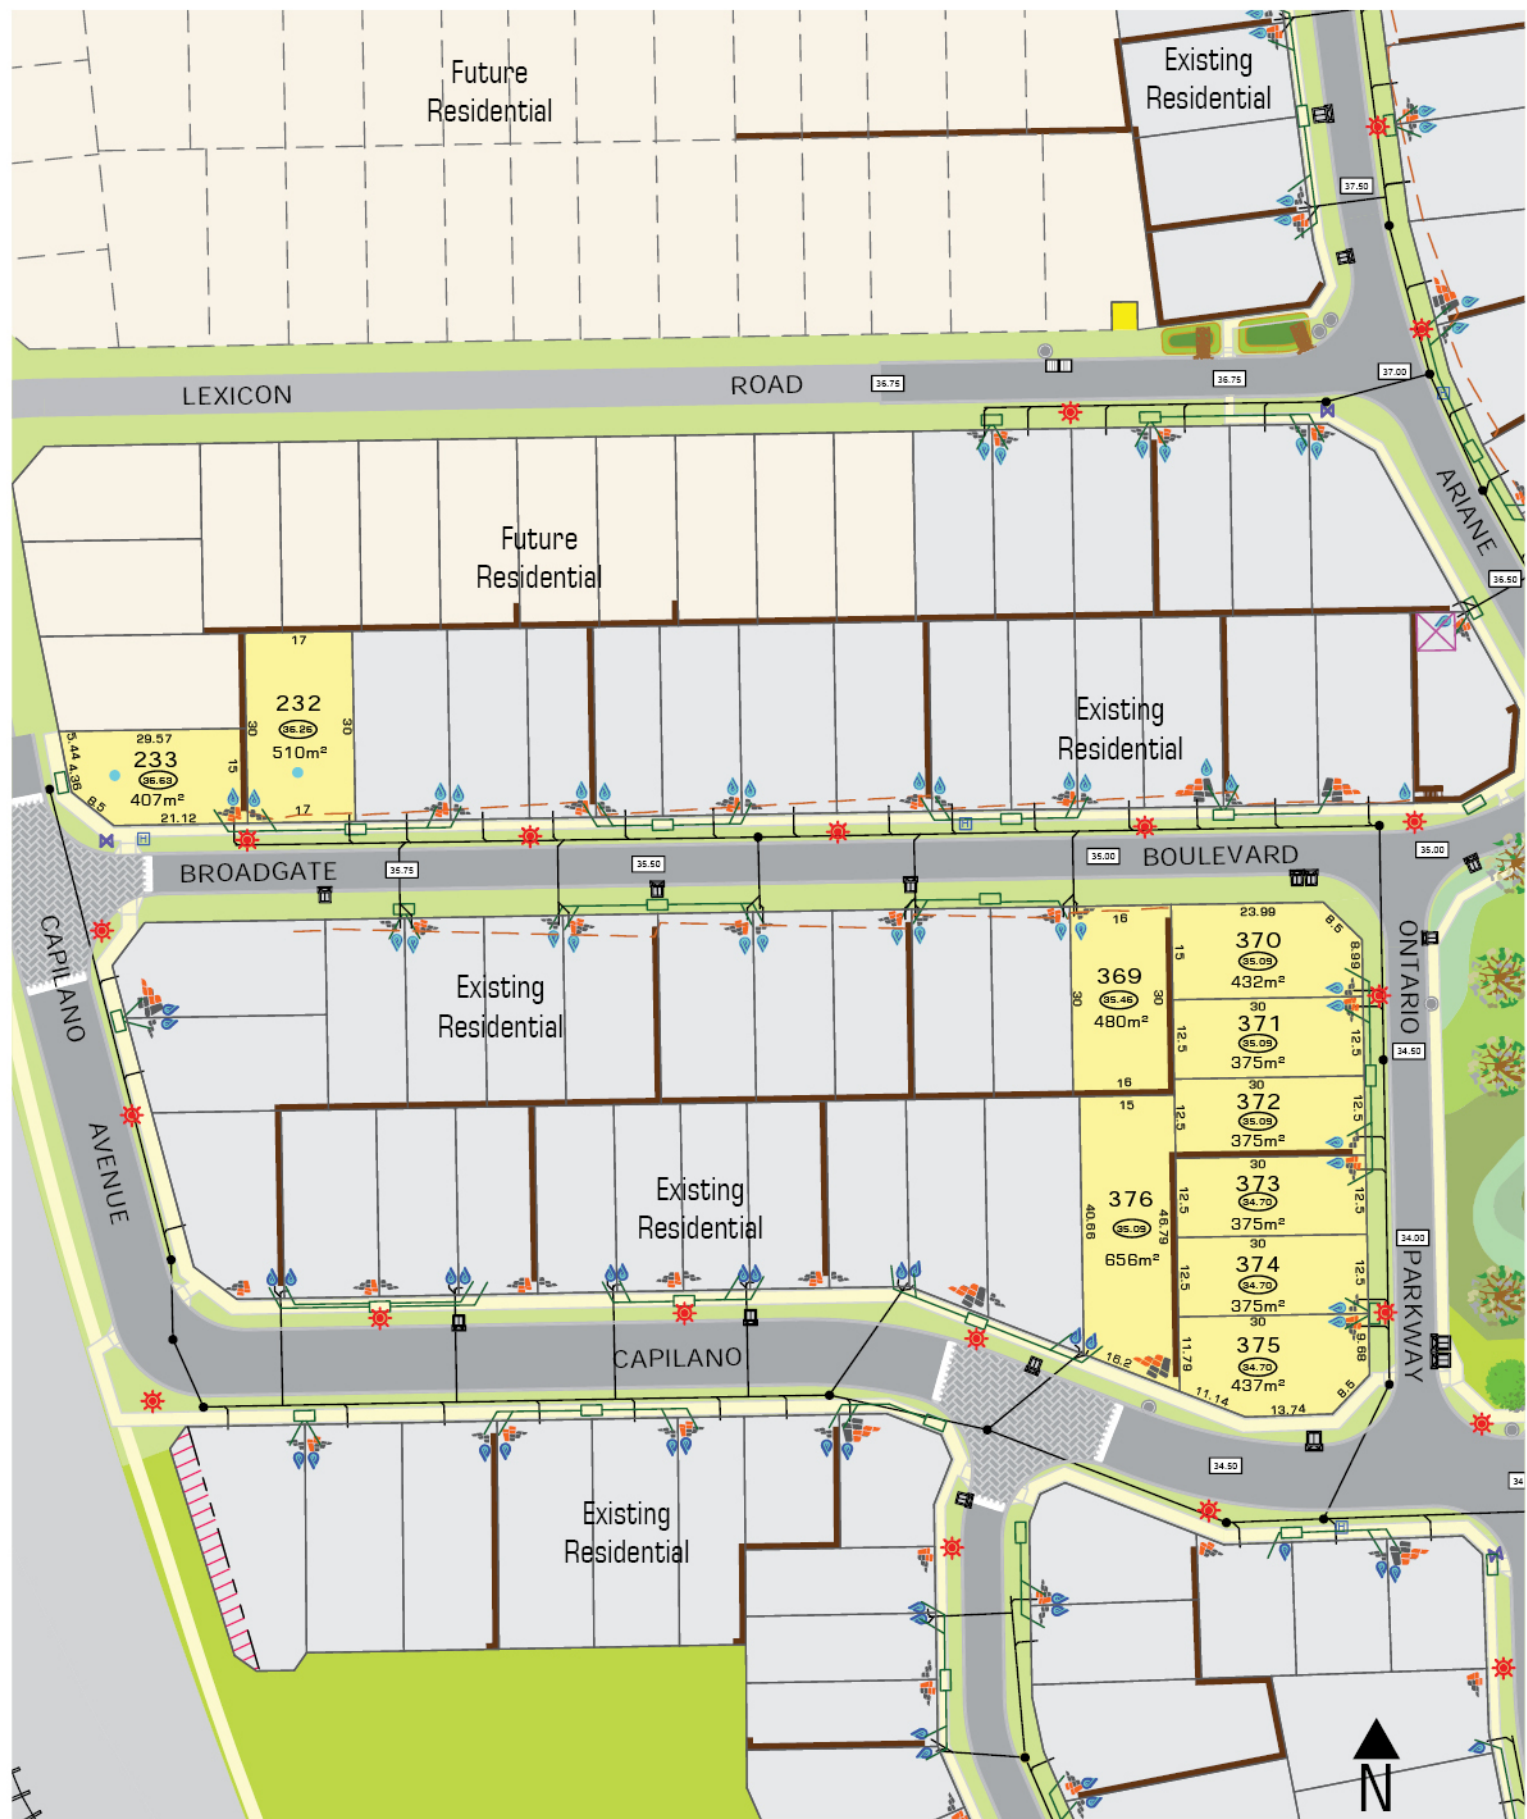 Future
Residential
Existing
Residential
37.50
LEXICON
ROAD
36.75
36.75
37.00
H
ARIANE
36.50
Future
Residential
17
232
36.26
510m²
30
30
17
5.44
4.36
29.57
233
36.63
407m²
15
8.5
21.12
Existing
Residential
H
H
BROADGATE
35.75
35.50
35.00
BOULEVARD
35.00
CAPILANO
AVENUE
ONTARIO
34.50
34.00
PARKWAY
Existing
Residential
16
369
35.46
480m²
30
30
16
23.99
8.5
370
35.09
432m²
15
8.99
30
371
35.09
375m²
12.5
12.5
30
372
35.09
375m²
12.5
12.5
30
373
34.70
375m²
12.5
12.5
30
374
34.70
375m²
12.5
12.5
30
375
34.70
437m²
11.79
9.68
8.5
11.14
13.74
15
376
35.09
656m²
40.66
46.79
16.2
Existing
Residential
CAPILANO
34.50
34
H
Existing
Residential
N